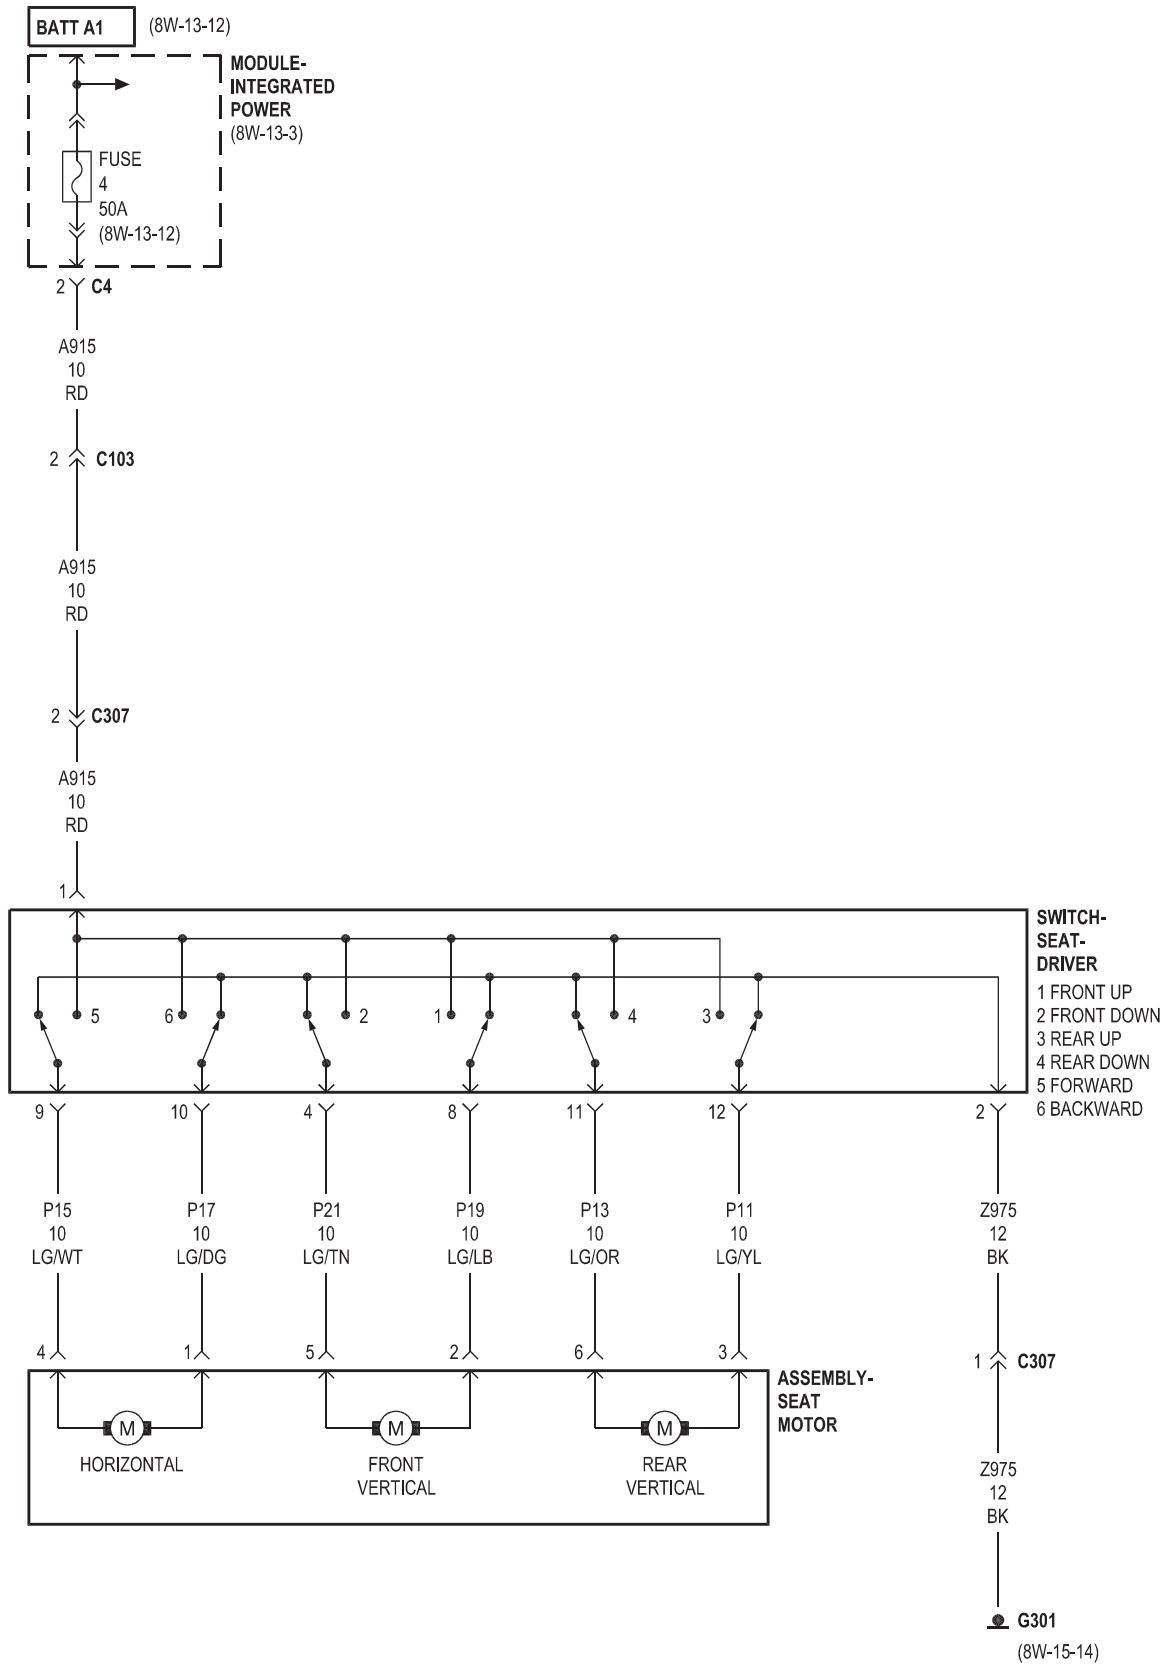 BATT A1 (8W-13-12)
MODULE-
INTEGRATED
POWER
(8W-13-3)
FUSE
4
50A
(8W-13-12)
2 C4
A915
10
RD
2 C103
A915
10
RD
2 C307
A915
10
RD
1
SWITCH-
SEAT-
DRIVER
1 FRONT UP
2 FRONT DOWN
3 REAR UP
4 REAR DOWN
5 FORWARD
6 BACKWARD
5 6 2 1 4 3
9 10 4 8 11 12 2
P15 P17 P21 P19 P13 P11 Z975
10 10 10 10 10 10 12
LG/WT LG/DG LG/TN LG/LB LG/OR LG/YL BK
4 1 5 2 6 3
1 C307
ASSEMBLY-
SEAT
MOTOR
M M M
HORIZONTAL FRONT REAR
VERTICAL VERTICAL
Z975
12
BK
G301
(8W-15-14)